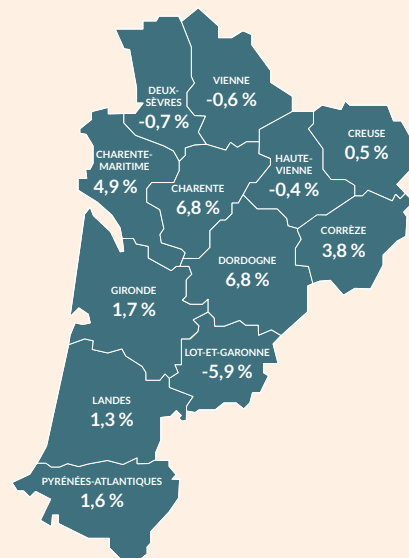 DEUX-
SÈVRES
-0,7 %
VIENNE
-0,6 %
CREUSE
0,5 %
CHARENTE-
MARITIME
4,9 %
CHARENTE
6,8 %
HAUTE-
VIENNE
-0,4 %
CORRÈZE
3,8 %
DORDOGNE
6,8 %
GIRONDE
1,7 %
LOT-ET-GARONNE
-5,9 %
LANDES
1,3 %
PYRÉNÉES-ATLANTIQUES
1,6 %